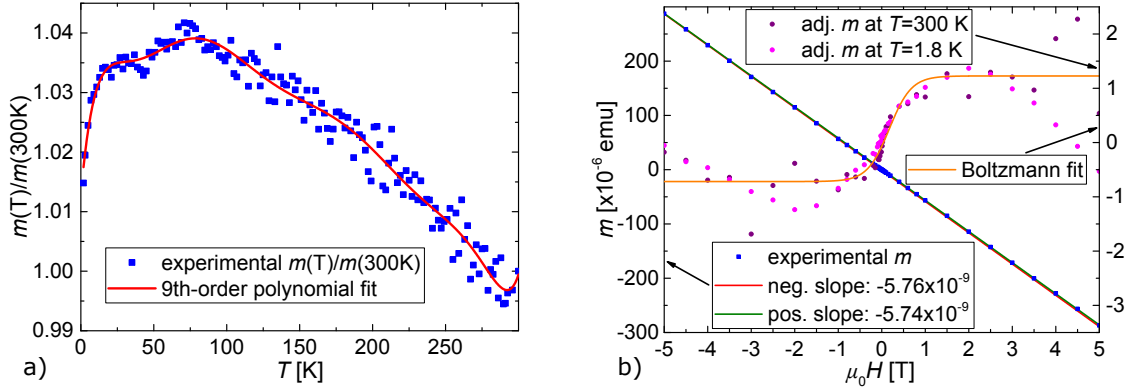 1.04
1.03
1.02
1.01
1.00
0.99
m(T)/m(300K)
experimental m(T)/m(300K)
9th-order polynomial fit
0 50 100 150 200 250
T [K]
a)
300
200
100
0
-100
-200
-300
m [x10⁻⁶ emu]
adj. m at T=300 K
adj. m at T=1.8 K
Boltzmann fit
experimental m
neg. slope: -5.76x10⁻⁹
pos. slope: -5.74x10⁻⁹
2
1
0
-1
-2
-3
-5 -4 -3 -2 -1 0 1 2 3 4 5
μ₀H [T]
b)